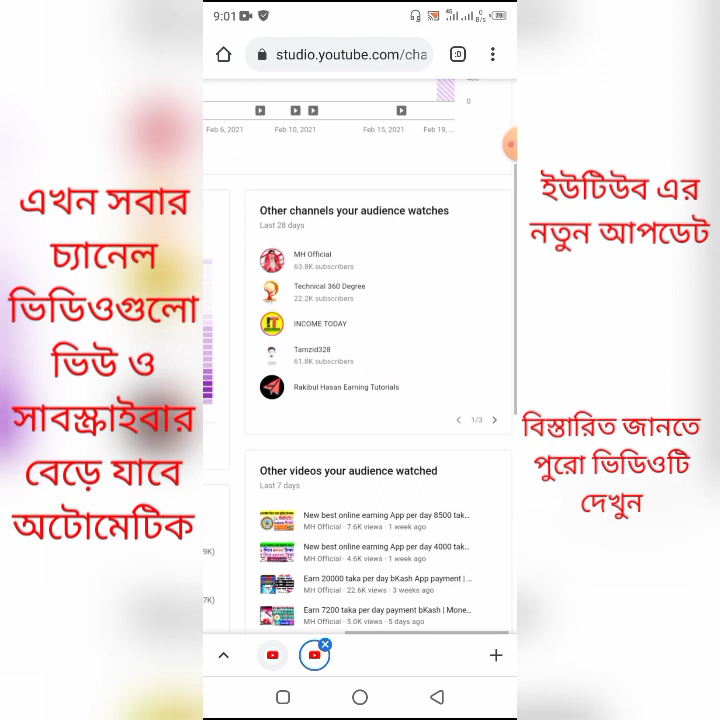 এখন সবার
চ্যানেল
ভিডিওগুলো
ভিউ ও
সাবস্ক্রাইবার
বেড়ে যাবে
অটোমেটিক
9:01
4G
0
B/s
79
studio.youtube.com/cha
:D
0
Feb 6, 2021 Feb 10, 2021 Feb 15, 2021 Feb 19, ...
Other channels your audience watches
Last 28 days
MH Official
63.8K subscribers
Technical 360 Degree
22.2K subscribers
INCOME TODAY
Tamzid328
61.8K subscribers
Rakibul Hasan Earning Tutorials
1/3
Other videos your audience watched
Last 7 days
New best online earning App per day 8500 tak...
MH Official · 7.6K views · 1 week ago
New best online earning App per day 4000 tak...
MH Official · 4.6K views · 1 week ago
Earn 20000 taka per day bKash App payment | ...
MH Official · 22.6K views · 3 weeks ago
Earn 7200 taka per day payment bKash | Mone...
MH Official · 5.0K views · 5 days ago
9K)
7K)
ইউটিউব এর
নতুন আপডেট
বিস্তারিত জানতে
পুরো ভিডিওটি
দেখুন